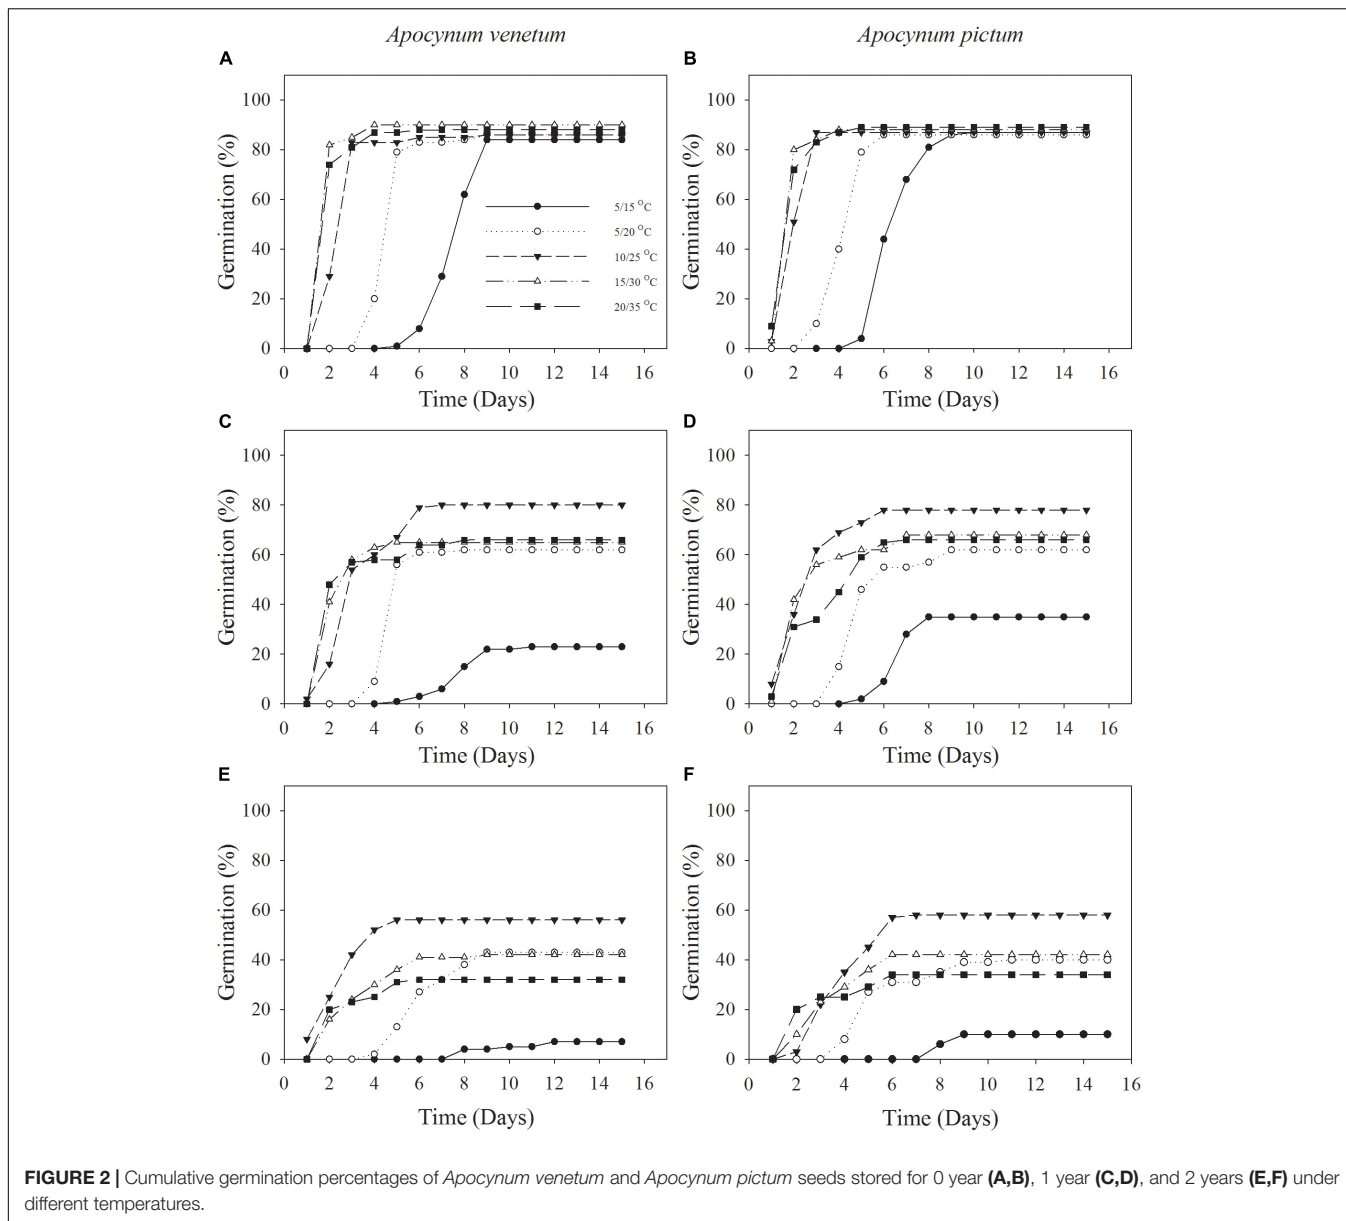 Apocynum venetum
Apocynum pictum
A
B
Germination (%)
100
80
60
40
20
0
5/15 °C
5/20 °C
10/25 °C
15/30 °C
20/35 °C
0 2 4 6 8 10 12 14 16
Time (Days)
Germination (%)
100
80
60
40
20
0
0 2 4 6 8 10 12 14 16
Time (Days)
C
D
Germination (%)
100
80
60
40
20
0
0 2 4 6 8 10 12 14 16
Time (Days)
Germination (%)
100
80
60
40
20
0
0 2 4 6 8 10 12 14 16
Time (Days)
E
F
Germination (%)
100
80
60
40
20
0
0 2 4 6 8 10 12 14 16
Time (Days)
Germination (%)
100
80
60
40
20
0
0 2 4 6 8 10 12 14 16
Time (Days)
FIGURE 2 | Cumulative germination percentages of Apocynum venetum and Apocynum pictum seeds stored for 0 year (A,B), 1 year (C,D), and 2 years (E,F) under
different temperatures.